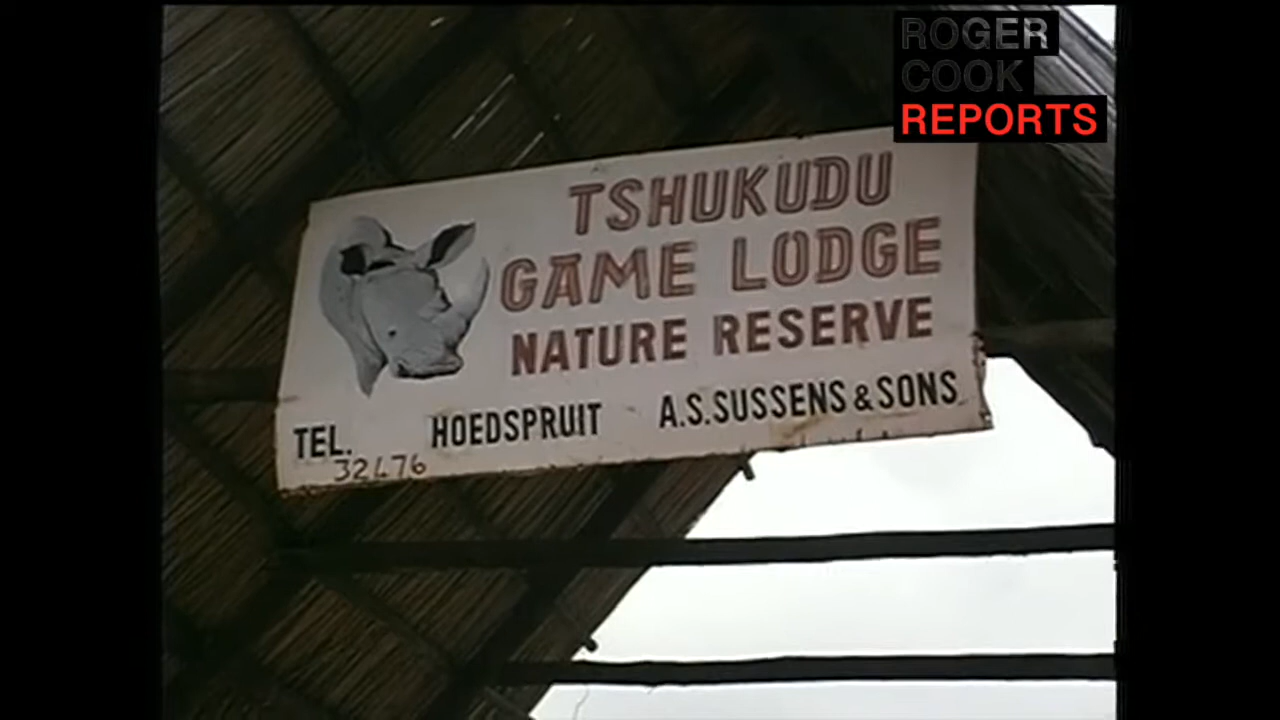 ROGER
COOK
REPORTS
TSHUKUDU
GAME LODGE
NATURE RESERVE
TEL. HOEDSPRUIT A.S.SUSSENS & SONS
32476